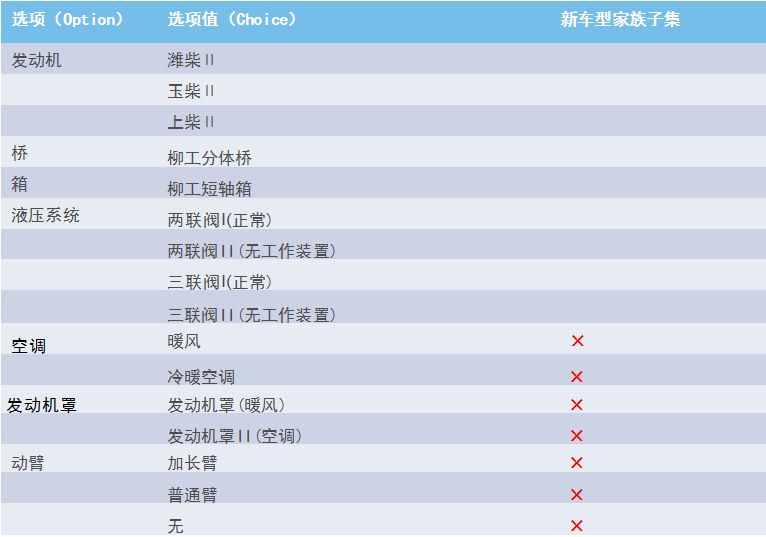 选项（Option） 选项值（Choice） 新车型家族子集
发动机 潍柴Ⅱ
玉柴Ⅱ
上柴Ⅱ
桥 柳工分体桥
箱 柳工短轴箱
液压系统 两联阀I(正常)
两联阀II(无工作装置)
三联阀I(正常)
三联阀II(无工作装置)
空调 暖风 ×
冷暖空调 ×
发动机罩 发动机罩(暖风) ×
发动机罩II(空调) ×
动臂 加长臂 ×
普通臂 ×
无 ×